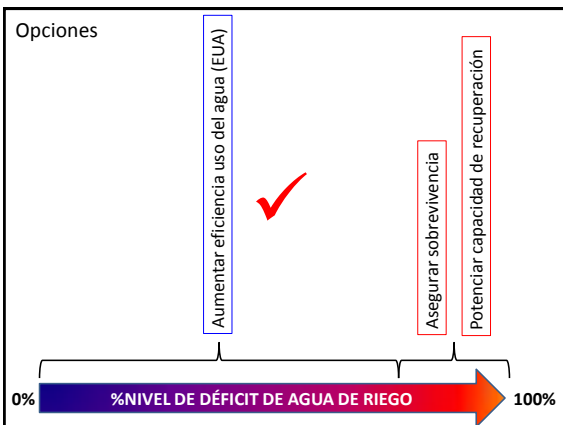 Opciones
Aumentar eficiencia uso del agua (EUA)
Asegurar sobrevivencia
Potenciar capacidad de recuperación
0%
%NIVEL DE DÉFICIT DE AGUA DE RIEGO
100%